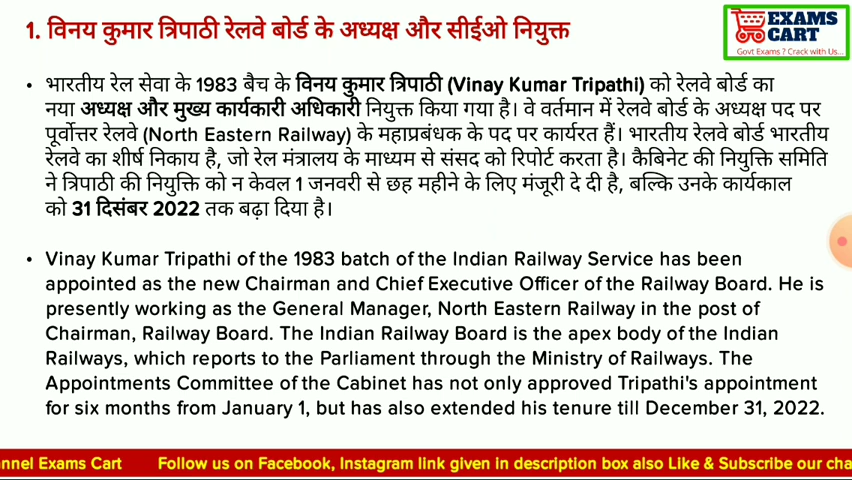 1. विनय कुमार त्रिपाठी रेलवे बोर्ड के अध्यक्ष और सीईओ नियुक्त
EXAMS
CART
Govt Exams ? Crack with Us...
• भारतीय रेल सेवा के 1983 बैच के विनय कुमार त्रिपाठी (Vinay Kumar Tripathi) को रेलवे बोर्ड का
नया अध्यक्ष और मुख्य कार्यकारी अधिकारी नियुक्त किया गया है। वे वर्तमान में रेलवे बोर्ड के अध्यक्ष पद पर
पूर्वोत्तर रेलवे (North Eastern Railway) के महाप्रबंधक के पद पर कार्यरत हैं। भारतीय रेलवे बोर्ड भारतीय
रेलवे का शीर्ष निकाय है, जो रेल मंत्रालय के माध्यम से संसद को रिपोर्ट करता है। कैबिनेट की नियुक्ति समिति
ने त्रिपाठी की नियुक्ति को न केवल 1 जनवरी से छह महीने के लिए मंजूरी दे दी है, बल्कि उनके कार्यकाल
को 31 दिसंबर 2022 तक बढ़ा दिया है।
• Vinay Kumar Tripathi of the 1983 batch of the Indian Railway Service has been
appointed as the new Chairman and Chief Executive Officer of the Railway Board. He is
presently working as the General Manager, North Eastern Railway in the post of
Chairman, Railway Board. The Indian Railway Board is the apex body of the Indian
Railways, which reports to the Parliament through the Ministry of Railways. The
Appointments Committee of the Cabinet has not only approved Tripathi's appointment
for six months from January 1, but has also extended his tenure till December 31, 2022.
nnel Exams Cart Follow us on Facebook, Instagram link given in description box also Like & Subscribe our cha